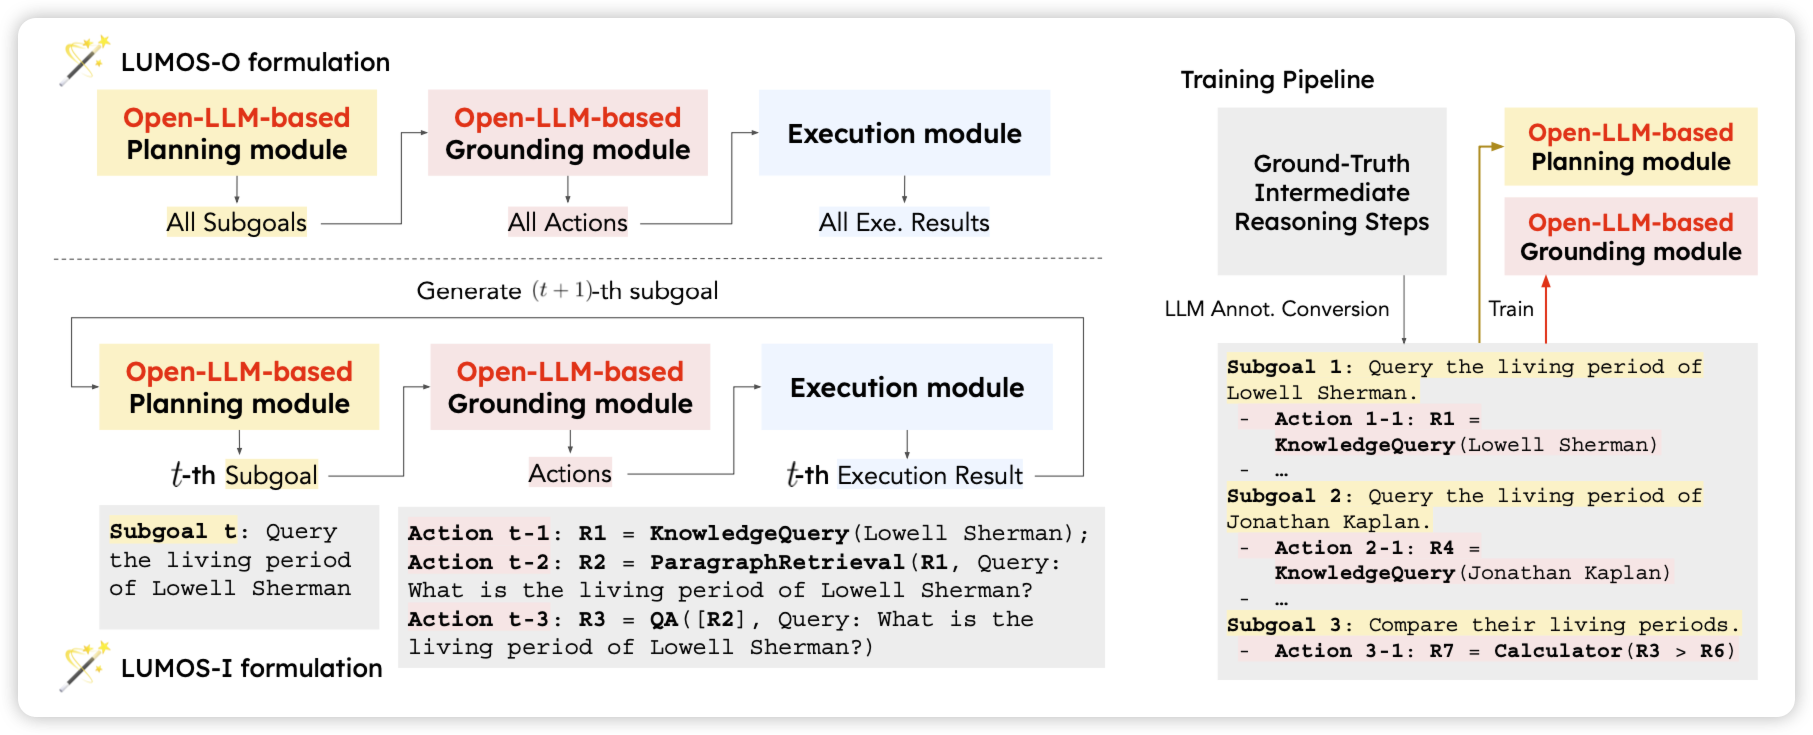 LUMOS-O formulation
Open-LLM-based
Planning module
Open-LLM-based
Grounding module
Execution module
All Subgoals
All Actions
All Exe. Results
Generate (t + 1)-th subgoal
Open-LLM-based
Planning module
Open-LLM-based
Grounding module
Execution module
t-th Subgoal
Actions
t-th Execution Result
Subgoal t: Query
the living period
of Lowell Sherman
Action t-1: R1 = KnowledgeQuery(Lowell Sherman);
Action t-2: R2 = ParagraphRetrieval(R1, Query:
What is the living period of Lowell Sherman?
Action t-3: R3 = QA([R2], Query: What is the
living period of Lowell Sherman?)
LUMOS-I formulation
Training Pipeline
Ground-Truth
Intermediate
Reasoning Steps
Open-LLM-based
Planning module
Open-LLM-based
Grounding module
LLM Annot. Conversion
Train
Subgoal 1: Query the living period of
Lowell Sherman.
- Action 1-1: R1 =
KnowledgeQuery(Lowell Sherman)
- …
Subgoal 2: Query the living period of
Jonathan Kaplan.
- Action 2-1: R4 =
KnowledgeQuery(Jonathan Kaplan)
- …
Subgoal 3: Compare their living periods.
- Action 3-1: R7 = Calculator(R3 > R6)